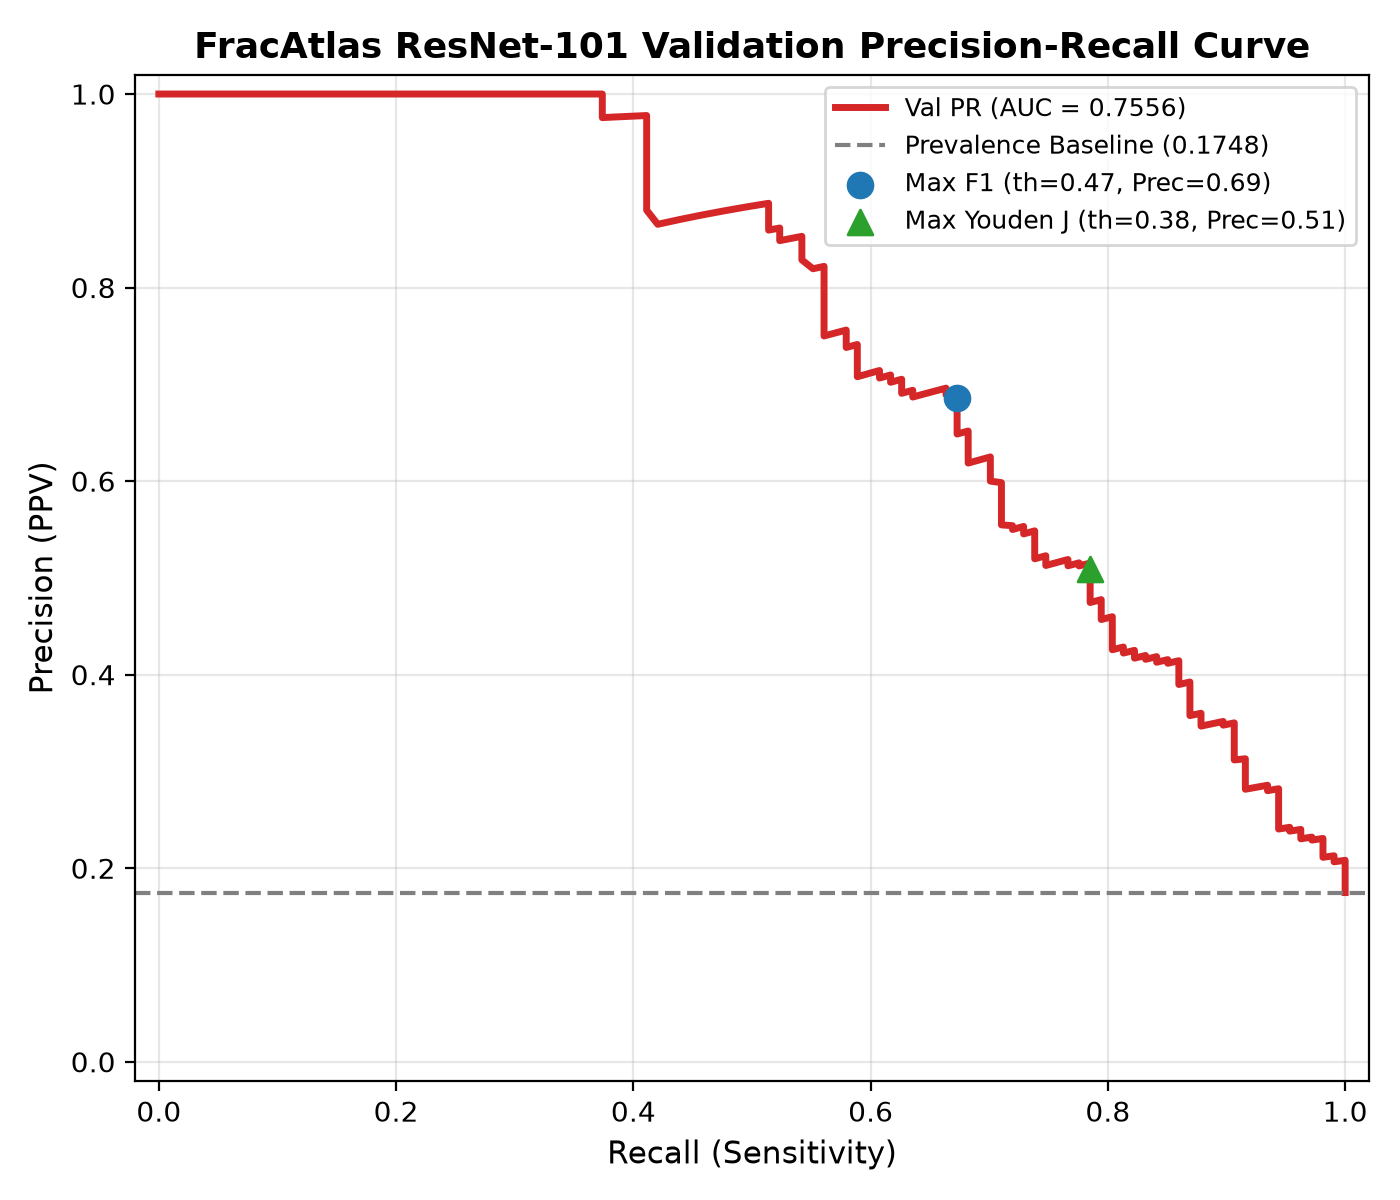 FracAtlas ResNet-101 Validation Precision-Recall Curve
Val PR (AUC = 0.7556)
Prevalence Baseline (0.1748)
Max F1 (th=0.47, Prec=0.69)
Max Youden J (th=0.38, Prec=0.51)
Precision (PPV)
1.0
0.8
0.6
0.4
0.2
0.0
0.0 0.2 0.4 0.6 0.8 1.0
Recall (Sensitivity)